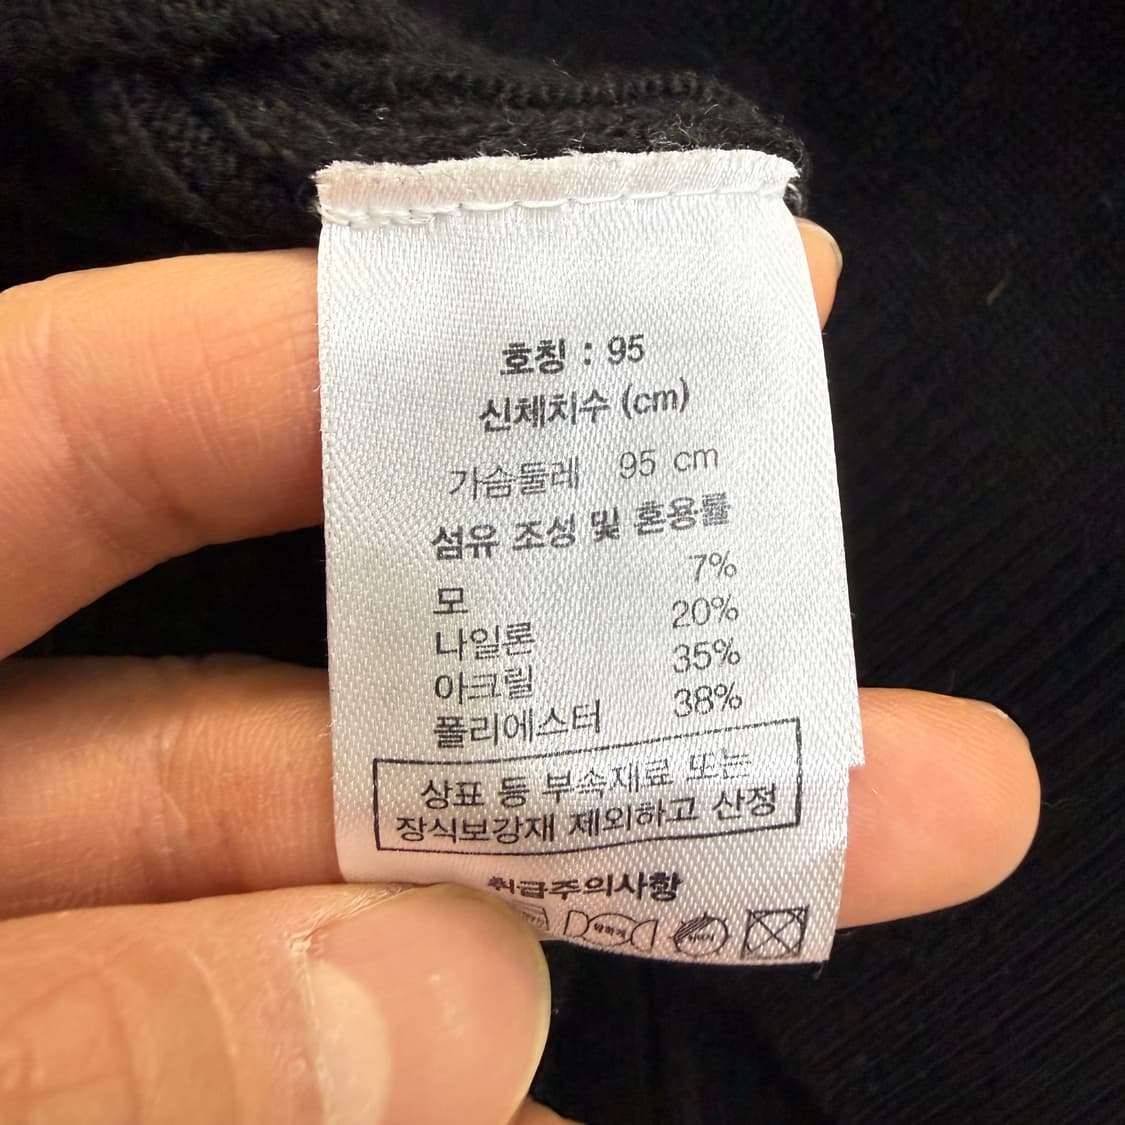 호칭 : 95
신체치수 (cm)
가슴둘레 95 cm
섬유 조성 및 혼용률
모 7%
나일론 20%
아크릴 35%
폴리에스터 38%
상표 등 부속재료 또는
장식보강재 제외하고 산정
취급주의사항
약하게